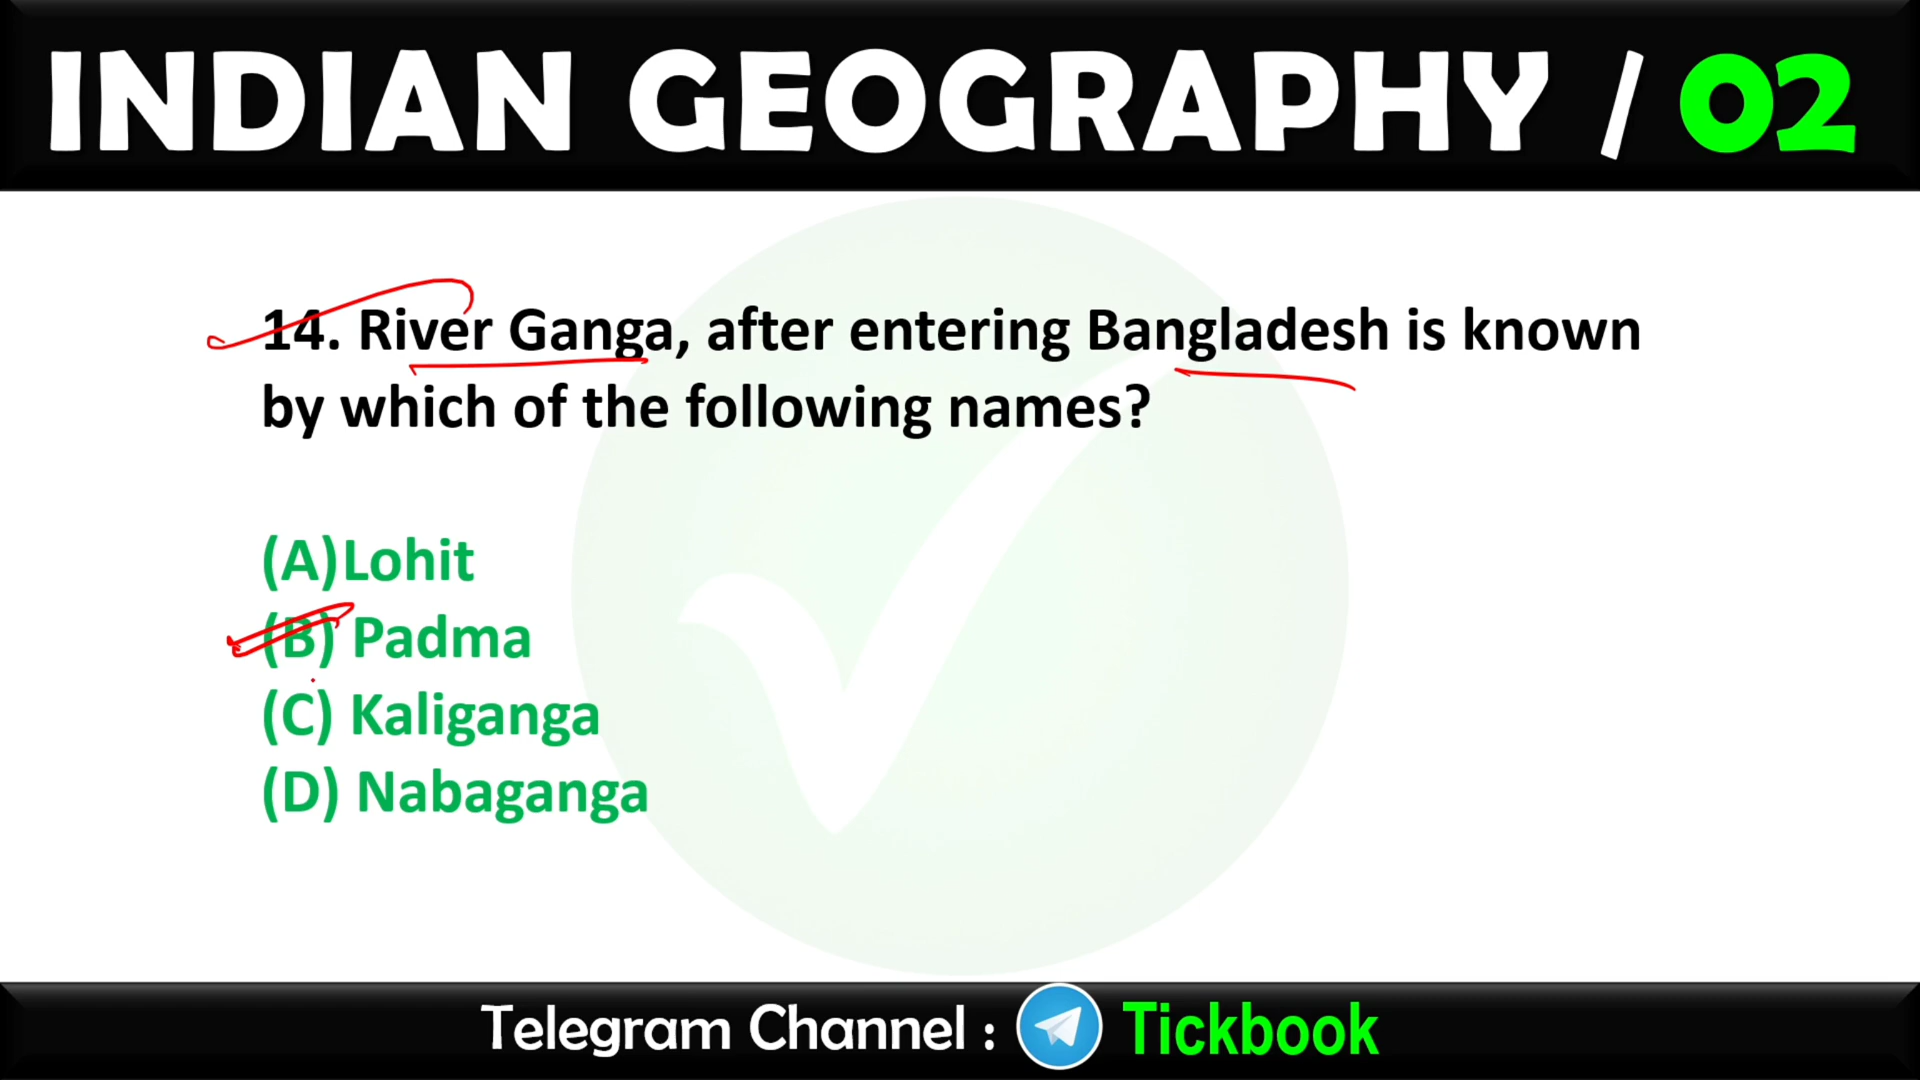 INDIAN GEOGRAPHY / 02
14. River Ganga, after entering Bangladesh is known
by which of the following names?
(A)Lohit
(B) Padma
(C) Kaliganga
(D) Nabaganga
Telegram Channel : Tickbook